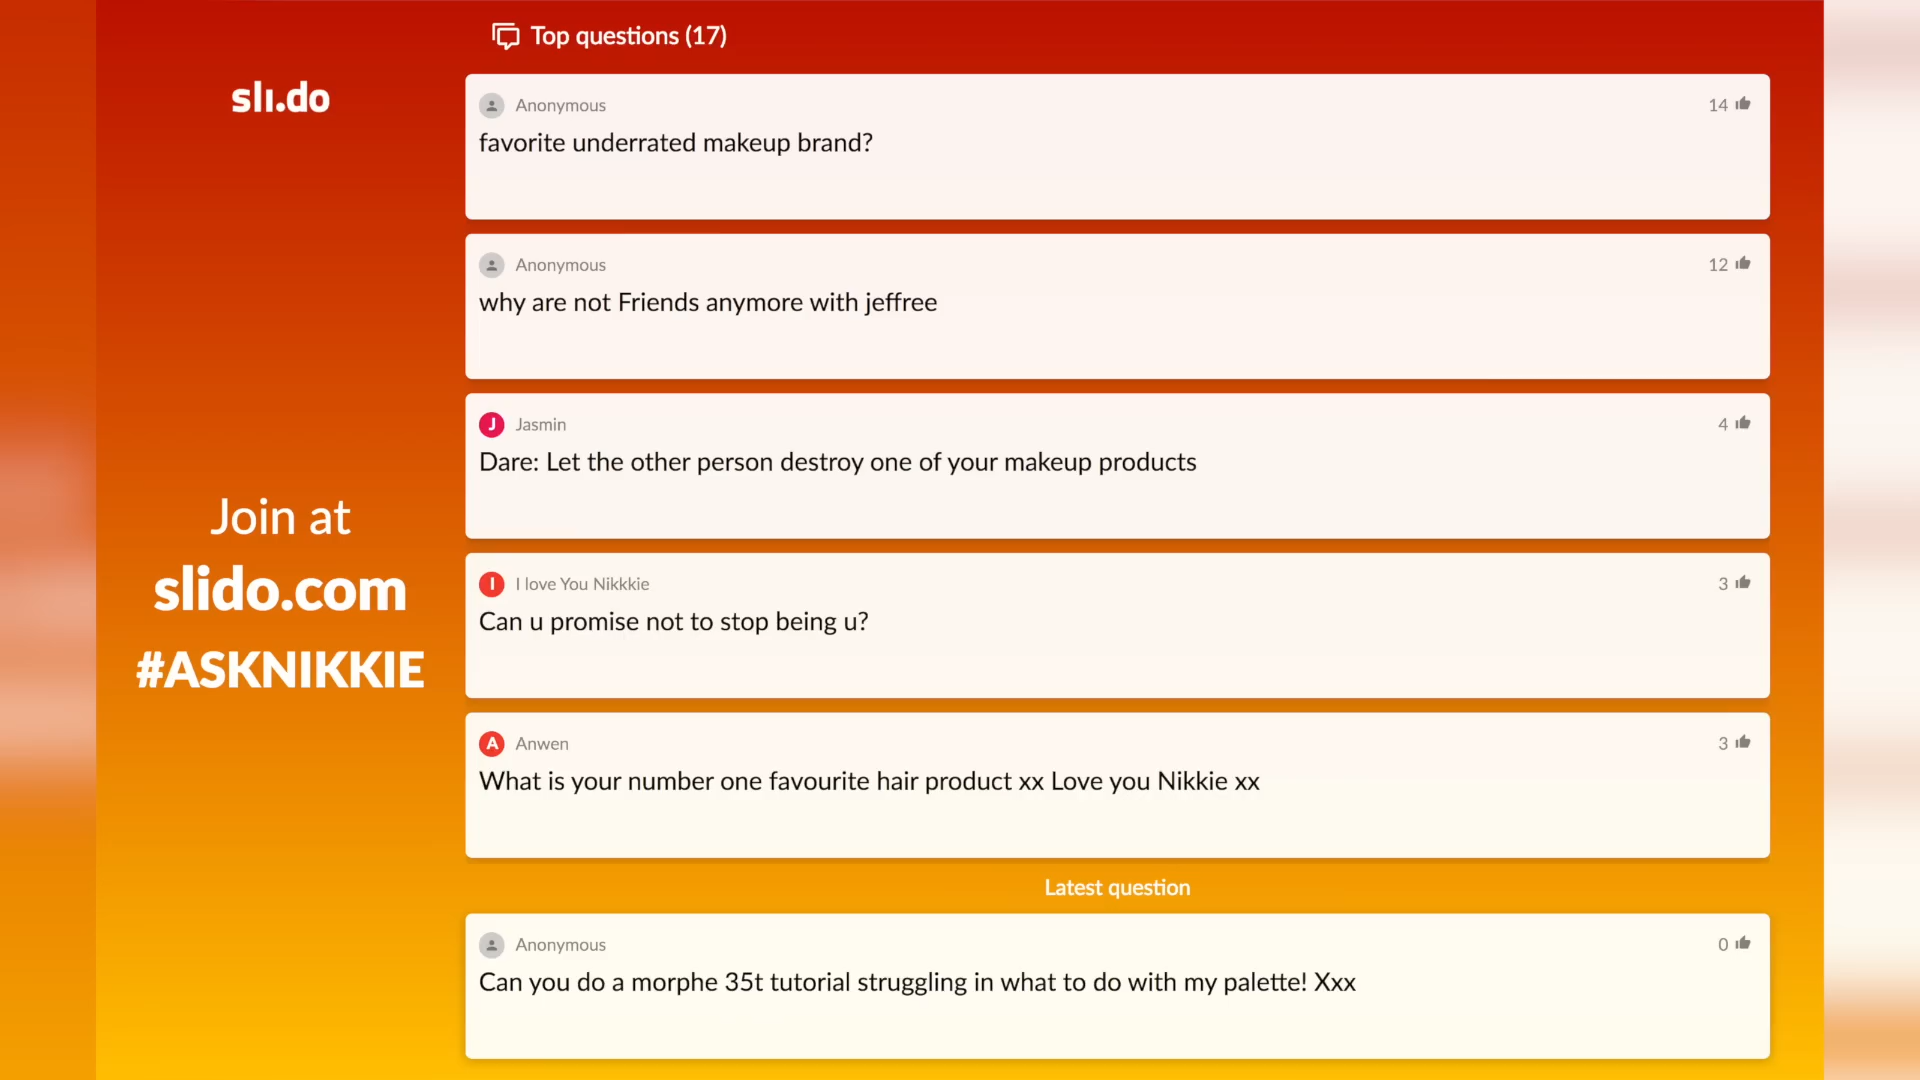 Top questions (17)
slı.do
Anonymous
14
favorite underrated makeup brand?
Anonymous
12
why are not Friends anymore with jeffree
J Jasmin
4
Dare: Let the other person destroy one of your makeup products
I I love You Nikkkie
3
Can u promise not to stop being u?
A Anwen
3
What is your number one favourite hair product xx Love you Nikkie xx
Latest question
Anonymous
0
Can you do a morphe 35t tutorial struggling in what to do with my palette! Xxx
Join at
slido.com
#ASKNIKKIE